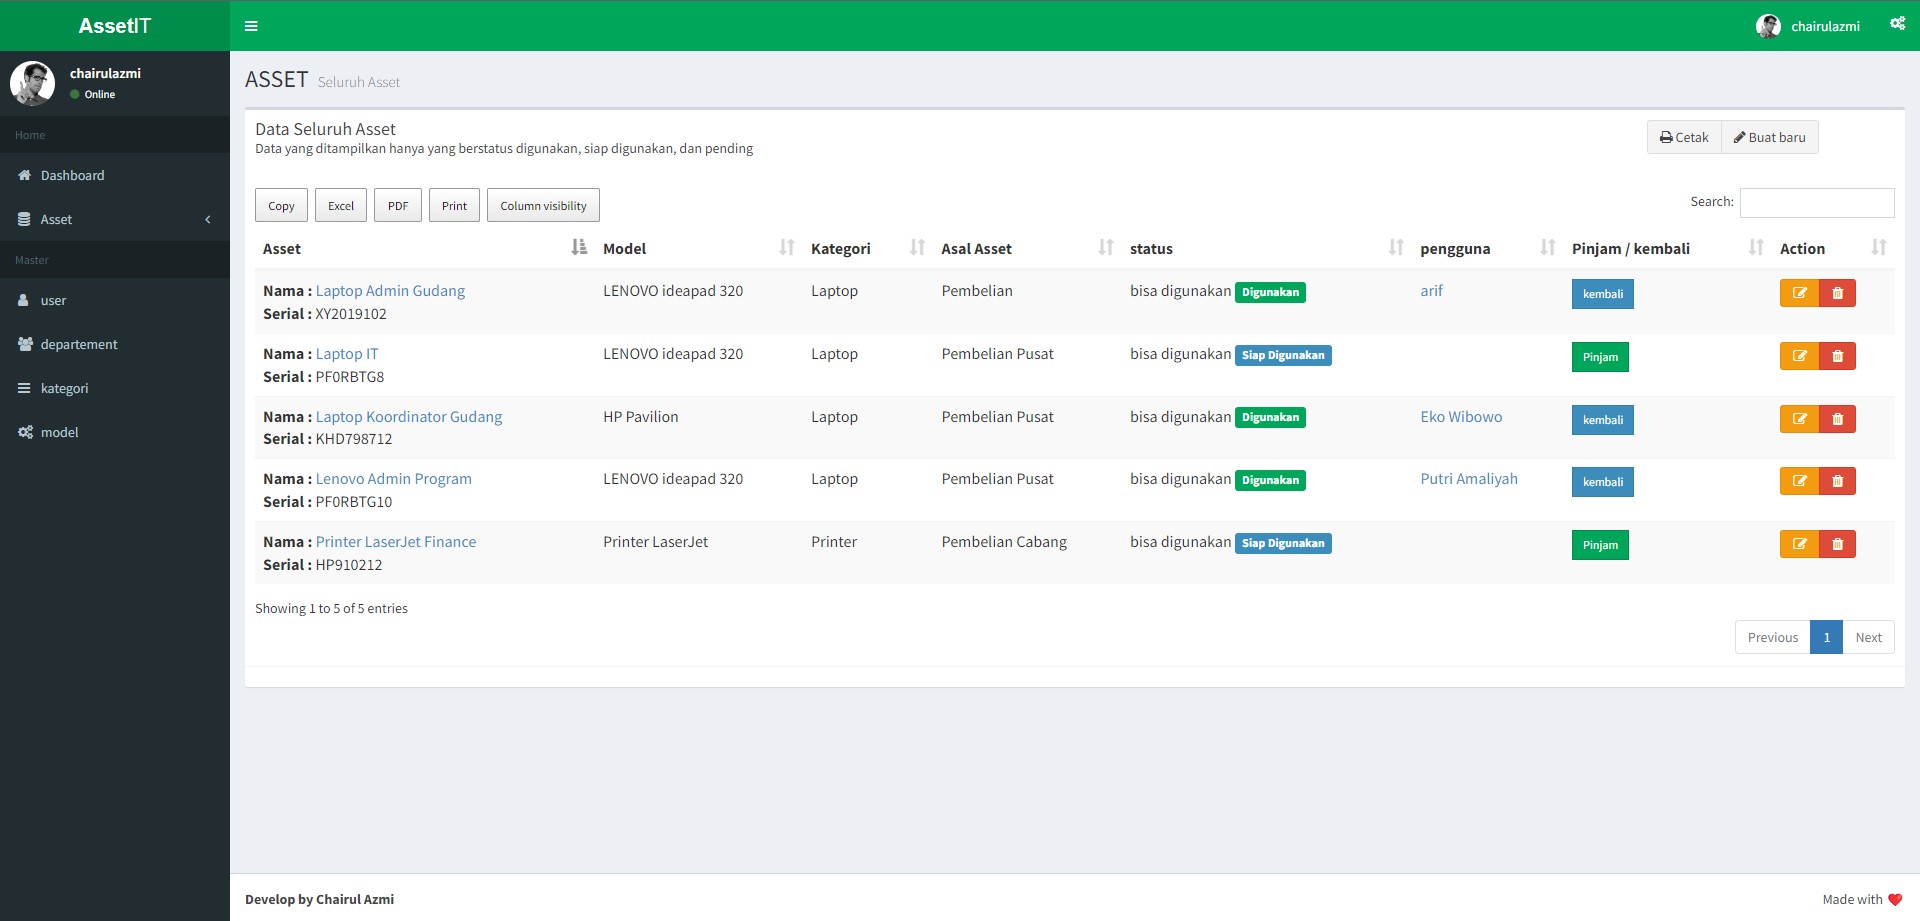 AssetIT
chairulazmi
chairulazmi
Online
Home
Dashboard
Asset
Master
user
departement
kategori
model
ASSET Seluruh Asset
Data Seluruh Asset
Data yang ditampilkan hanya yang berstatus digunakan, siap digunakan, dan pending
Cetak Buat baru
Copy Excel PDF Print Column visibility
Search:
Asset Model Kategori Asal Asset status pengguna Pinjam / kembali Action
Nama : Laptop Admin Gudang LENOVO ideapad 320 Laptop Pembelian bisa digunakan Digunakan arif kembali
Serial : XY2019102
Nama : Laptop IT LENOVO ideapad 320 Laptop Pembelian Pusat bisa digunakan Siap Digunakan Pinjam
Serial : PF0RBTG8
Nama : Laptop Koordinator Gudang HP Pavilion Laptop Pembelian Pusat bisa digunakan Digunakan Eko Wibowo kembali
Serial : KHD798712
Nama : Lenovo Admin Program LENOVO ideapad 320 Laptop Pembelian Pusat bisa digunakan Digunakan Putri Amaliyah kembali
Serial : PF0RBTG10
Nama : Printer LaserJet Finance Printer LaserJet Printer Pembelian Cabang bisa digunakan Siap Digunakan Pinjam
Serial : HP910212
Showing 1 to 5 of 5 entries
Previous 1 Next
Develop by Chairul Azmi
Made with ❤️